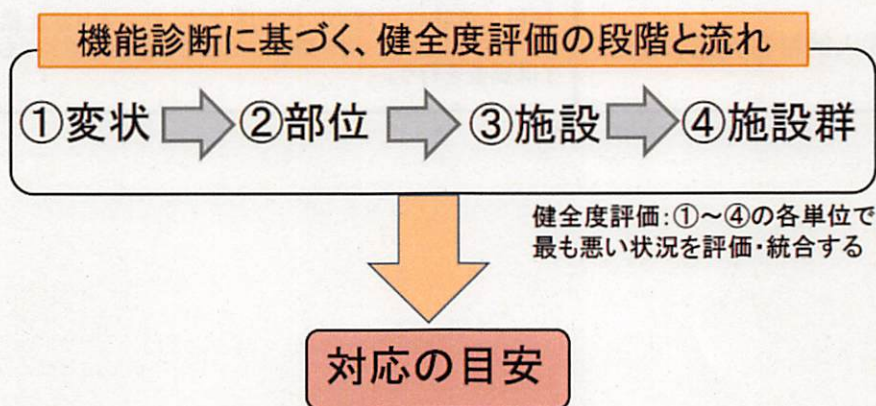 機能診断に基づく、健全度評価の段階と流れ
①変状 ②部位 ③施設 ④施設群
健全度評価:①~④の各単位で
最も悪い状況を評価・統合する
対応の目安